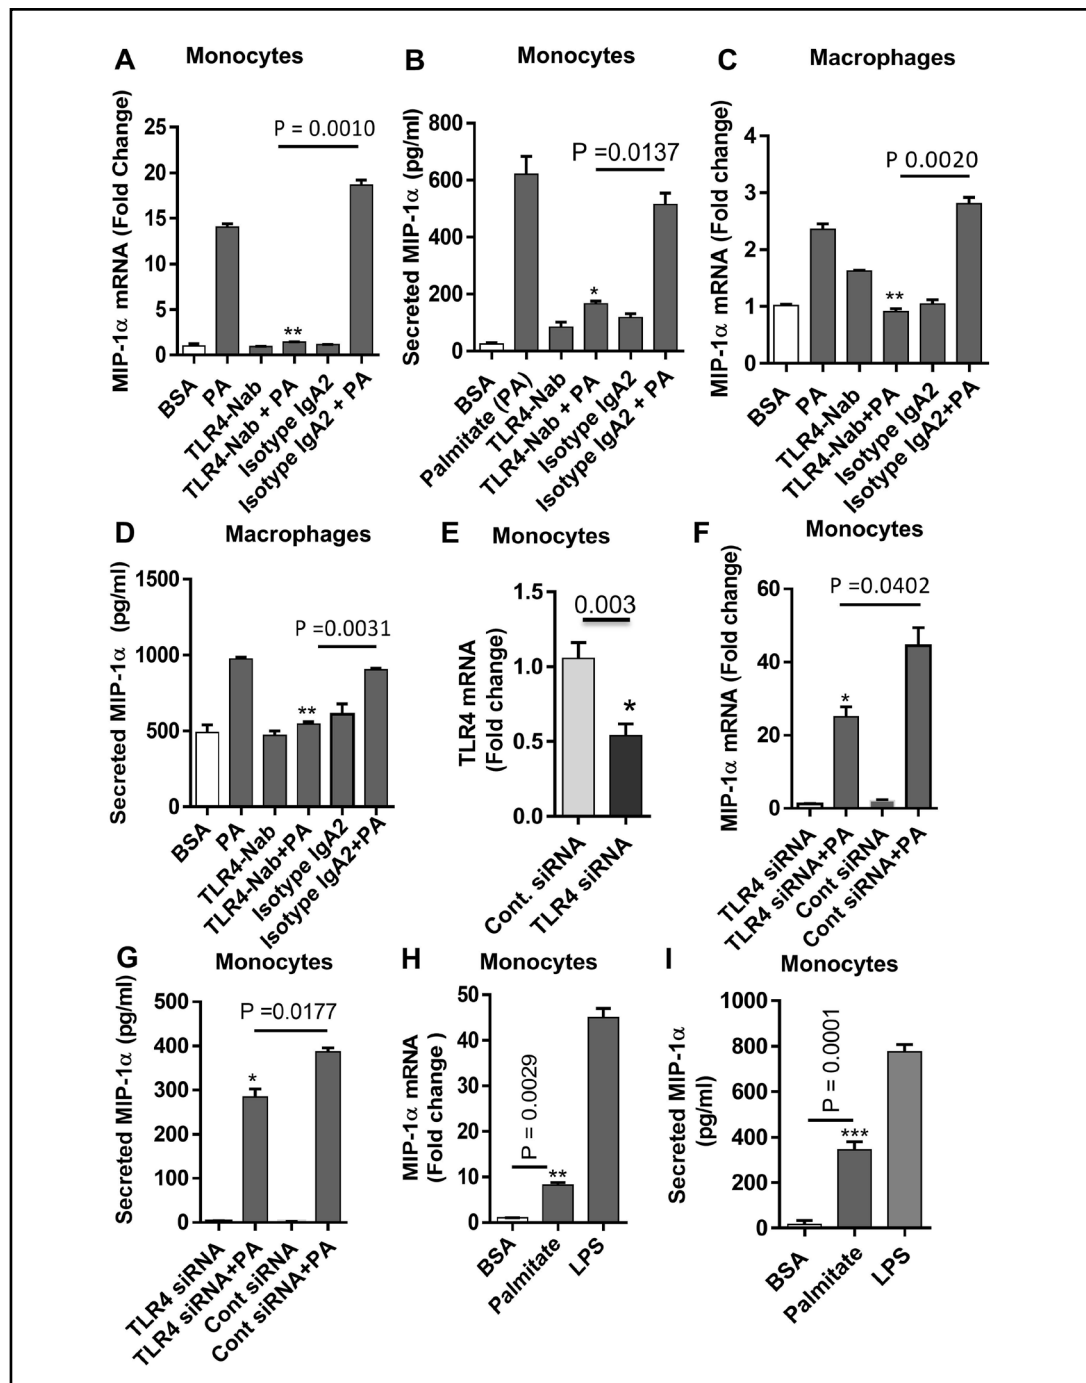 A Monocytes
MIP-1α mRNA (Fold Change)
25
20
15
10
5
0
P = 0.0010
**
BSA
PA
TLR4-Nab
TLR4-Nab + PA
Isotype IgA2
Isotype IgA2 + PA
B Monocytes
Secreted MIP-1α (pg/ml)
800
600
400
200
0
P =0.0137
*
BSA
Palmitate (PA)
TLR4-Nab
TLR4-Nab + PA
Isotype IgA2
Isotype IgA2 + PA
C Macrophages
MIP-1α mRNA (Fold change)
4
3
2
1
0
P 0.0020
**
BSA
PA
TLR4-Nab
TLR4-Nab+PA
Isotype IgA2
Isotype IgA2+PA
D Macrophages
Secreted MIP-1α (pg/ml)
1500
1000
500
0
P =0.0031
**
BSA
PA
TLR4-Nab
TLR4-Nab+PA
Isotype IgA2
Isotype IgA2+PA
E Monocytes
TLR4 mRNA
(Fold change)
1.5
1.0
0.5
0.0
0.003
*
Cont. siRNA
TLR4 siRNA
F Monocytes
MIP-1α mRNA (Fold change)
60
40
20
0
P =0.0402
*
TLR4 siRNA
TLR4 siRNA+PA
Cont siRNA
Cont siRNA+PA
G Monocytes
Secreted MIP-1α (pg/ml)
500
400
300
200
100
0
P =0.0177
*
TLR4 siRNA
TLR4 siRNA+PA
Cont siRNA
Cont siRNA+PA
H Monocytes
MIP-1α mRNA
(Fold change )
50
40
30
20
10
0
P = 0.0029
**
BSA
Palmitate
LPS
I Monocytes
Secreted MIP-1α
(pg/ml)
1000
800
600
400
200
0
P = 0.0001
***
BSA
Palmitate
LPS